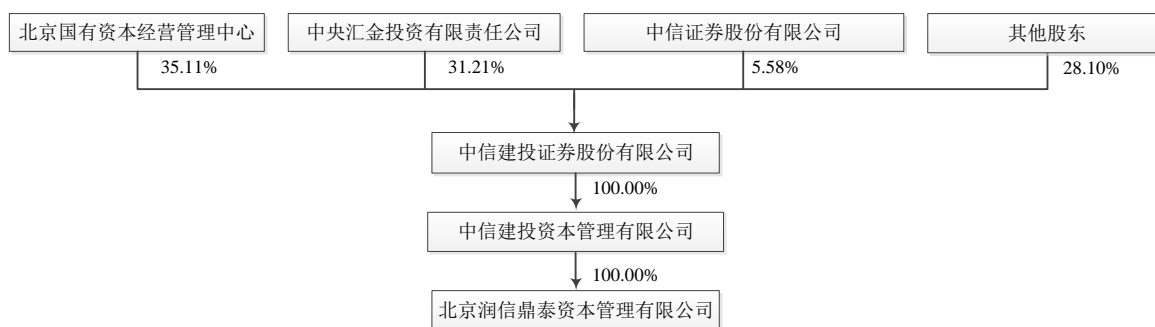 北京国有资本经营管理中心
中央汇金投资有限责任公司
中信证券股份有限公司
其他股东
35.11%
31.21%
5.58%
28.10%
中信建投证券股份有限公司
100.00%
中信建投资本管理有限公司
100.00%
北京润信鼎泰资本管理有限公司